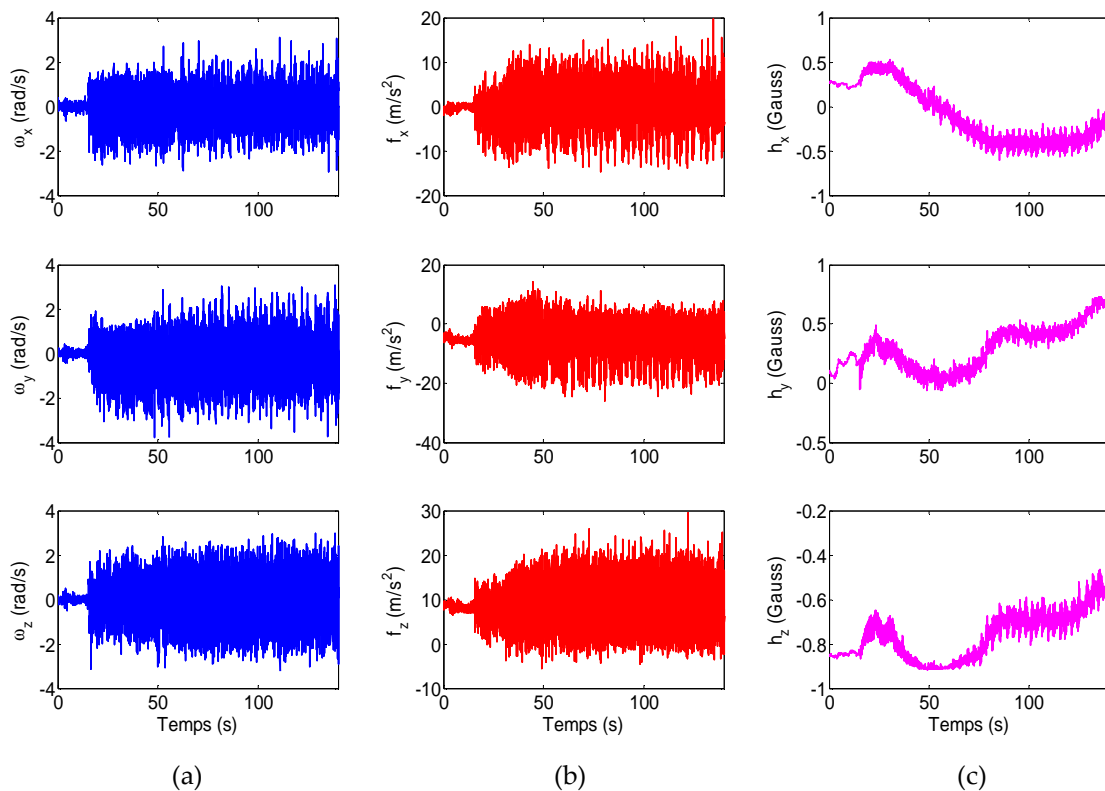 4
2
0
-2
-4
0 50 100
ω_x (rad/s)
20
10
0
-10
-20
0 50 100
f_x (m/s²)
1
0.5
0
-0.5
-1
0 50 100
h_x (Gauss)
4
2
0
-2
-4
0 50 100
ω_y (rad/s)
20
0
-20
-40
0 50 100
f_y (m/s²)
1
0.5
0
-0.5
0 50 100
h_y (Gauss)
4
2
0
-2
-4
0 50 100
ω_z (rad/s)
Temps (s)
30
20
10
0
-10
0 50 100
f_z (m/s²)
Temps (s)
-0.2
-0.4
-0.6
-0.8
-1
0 50 100
h_z (Gauss)
Temps (s)
(a) (b) (c)